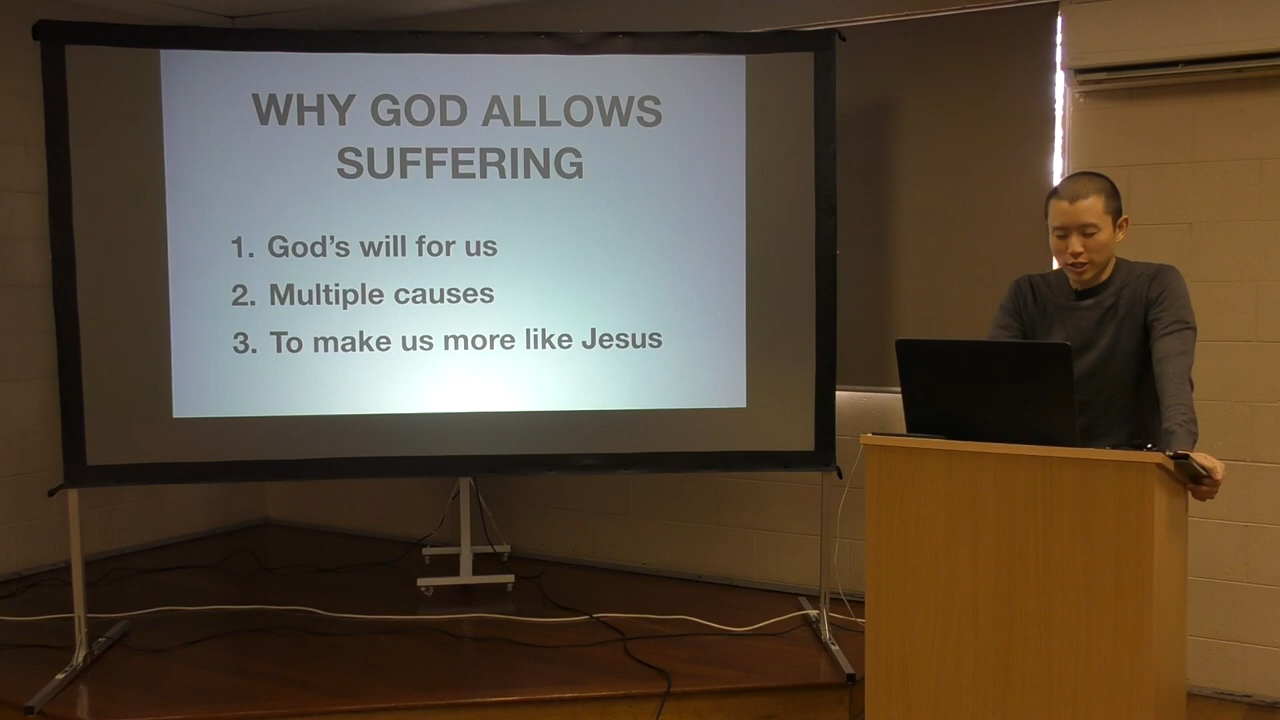 WHY GOD ALLOWS
SUFFERING
1. God's will for us
2. Multiple causes
3. To make us more like Jesus